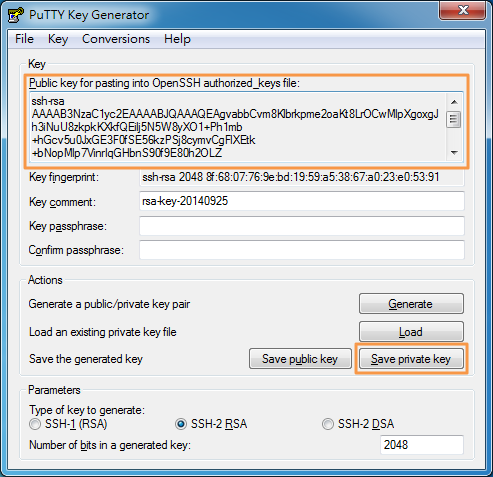 PuTTY Key Generator
File Key Conversions Help
Key
Public key for pasting into OpenSSH authorized_keys file:
ssh-rsa
AAAAB3NzaC1yc2EAAAABJQAAAQEAgvabbCvm8KIbrkpme2oaKt8LrOCwMlpXgoxgJ
h3iNuU8zkpkKXkfQEiIj5N5W8yXO1+Ph1mb
+hGcv5u0JxGE3F0fSE56kzPSj8cymvCgFIXEtk
+bNopMlp7VinrlqGHbnS90f9E80h2OLZ
Key fingerprint: ssh-rsa 2048 8f:68:07:76:9e:bd:19:59:a5:38:67:a0:23:e0:53:91
Key comment: rsa-key-20140925
Key passphrase:
Confirm passphrase:
Actions
Generate a public/private key pair Generate
Load an existing private key file Load
Save the generated key Save public key Save private key
Parameters
Type of key to generate:
SSH-1 (RSA) SSH-2 RSA SSH-2 DSA
Number of bits in a generated key: 2048